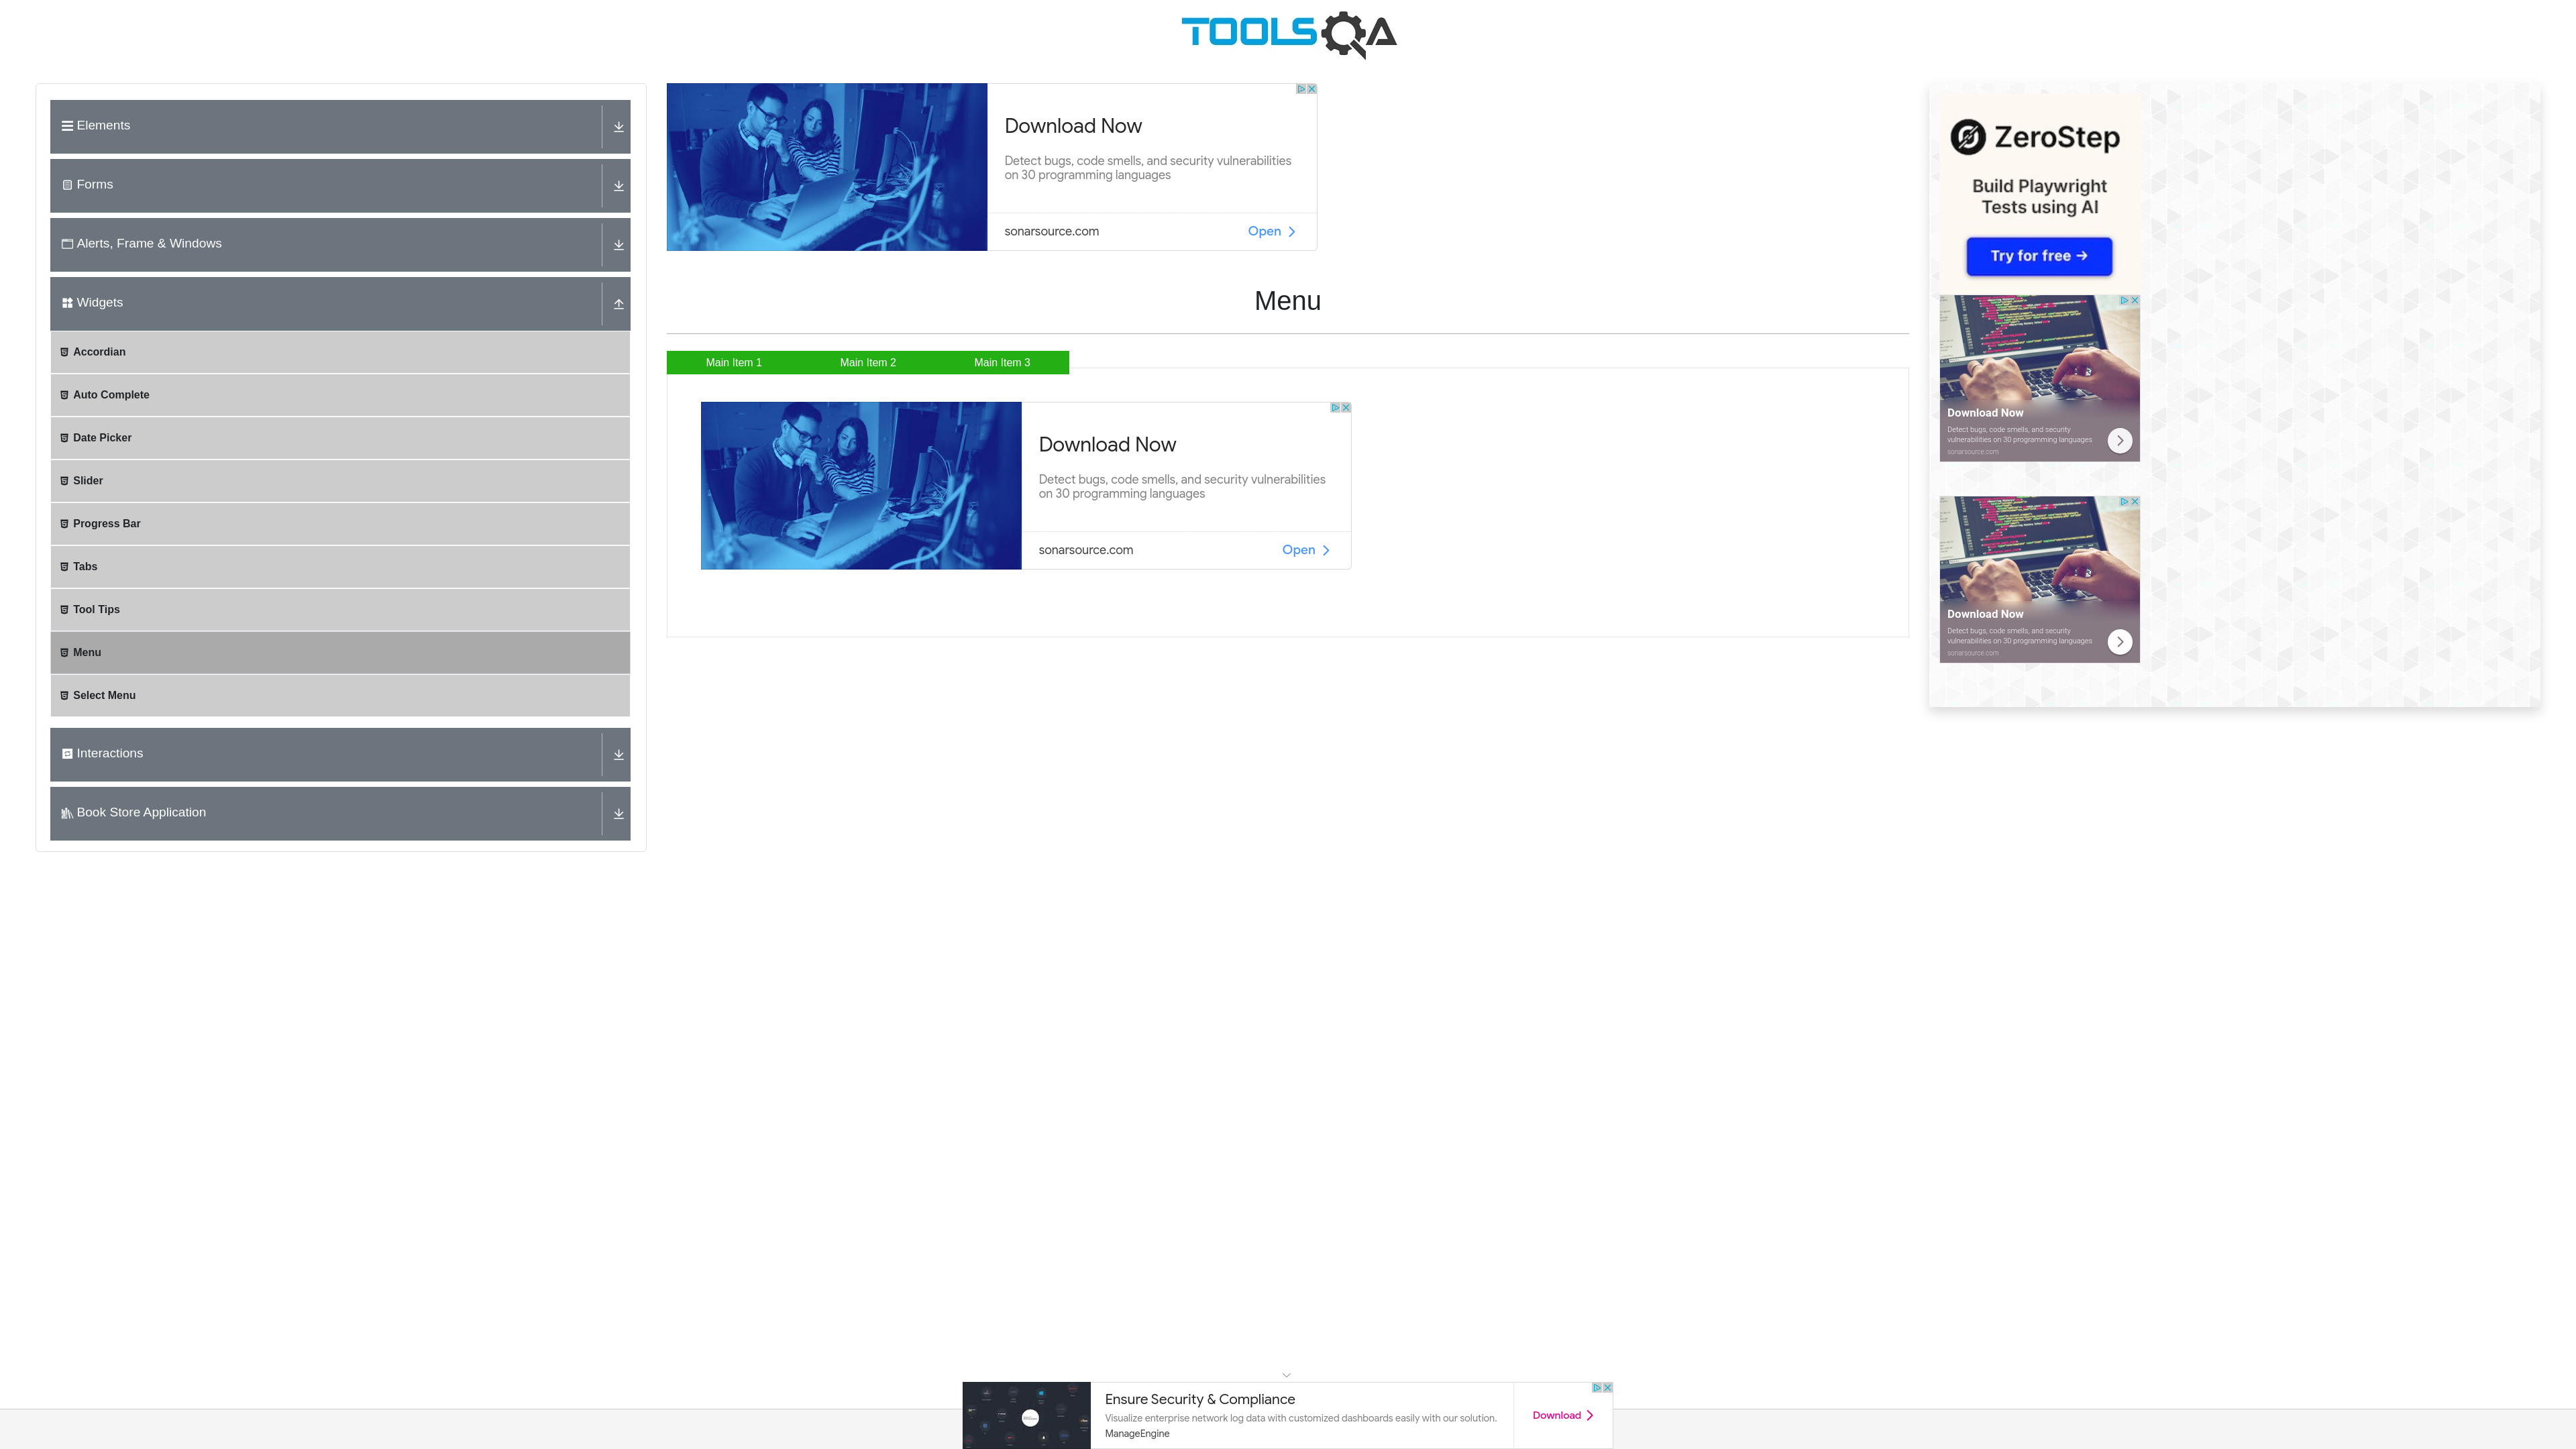 TOOLSQA
Elements
Forms
Alerts, Frame & Windows
Widgets
Accordian
Auto Complete
Date Picker
Slider
Progress Bar
Tabs
Tool Tips
Menu
Select Menu
Interactions
Book Store Application
Download Now
Detect bugs, code smells, and security vulnerabilities
on 30 programming languages
sonarsource.com
Open
Menu
Main Item 1
Main Item 2
Main Item 3
Download Now
Detect bugs, code smells, and security vulnerabilities
on 30 programming languages
sonarsource.com
Open
ZeroStep
Build Playwright
Tests using AI
Try for free →
Download Now
Detect bugs, code smells, and security
vulnerabilities on 30 programming languages
sonarsource.com
Download Now
Detect bugs, code smells, and security
vulnerabilities on 30 programming languages
sonarsource.com
Ensure Security & Compliance
Visualize enterprise network log data with customized dashboards easily with our solution.
ManageEngine
Download